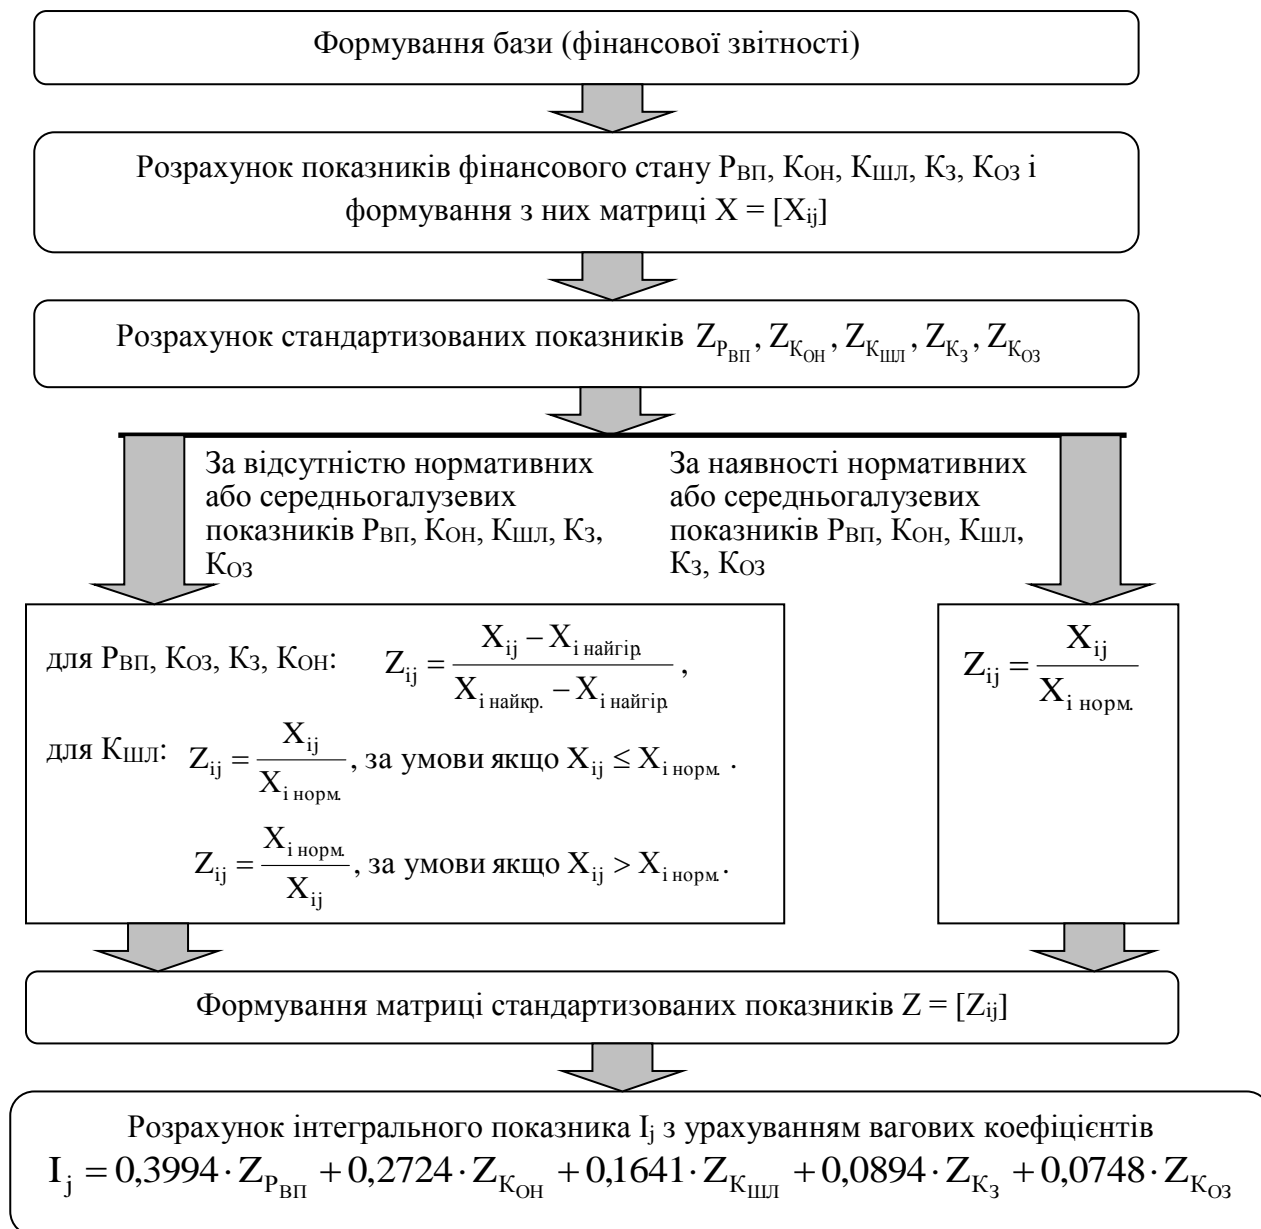 Формування бази (фінансової звітності)
Розрахунок показників фінансового стану РВП, КОН, КШЛ, КЗ, КОЗ і
формування з них матриці X = [Xij]
Розрахунок стандартизованих показників ZРВП, ZКОН, ZКШЛ, ZКЗ, ZКОЗ
За відсутністю нормативних
або середньогалузевих
показників РВП, КОН, КШЛ, КЗ,
КОЗ
За наявності нормативних
або середньогалузевих
показників РВП, КОН, КШЛ,
КЗ, КОЗ
для РВП, КОЗ, КЗ, КОН: Zij = (Xij − Xi найгір.) / (Xi найкр. − Xi найгір.),
для КШЛ: Zij = Xij / Xi норм., за умови якщо Xij ≤ Xi норм.
Zij = Xi норм. / Xij, за умови якщо Xij > Xi норм.
Zij = Xij / Xi норм.
Формування матриці стандартизованих показників Z = [Zij]
Розрахунок інтегрального показника Ij з урахуванням вагових коефіцієнтів
Ij = 0,3994 · ZРВП + 0,2724 · ZКОН + 0,1641 · ZКШЛ + 0,0894 · ZКЗ + 0,0748 · ZКОЗ